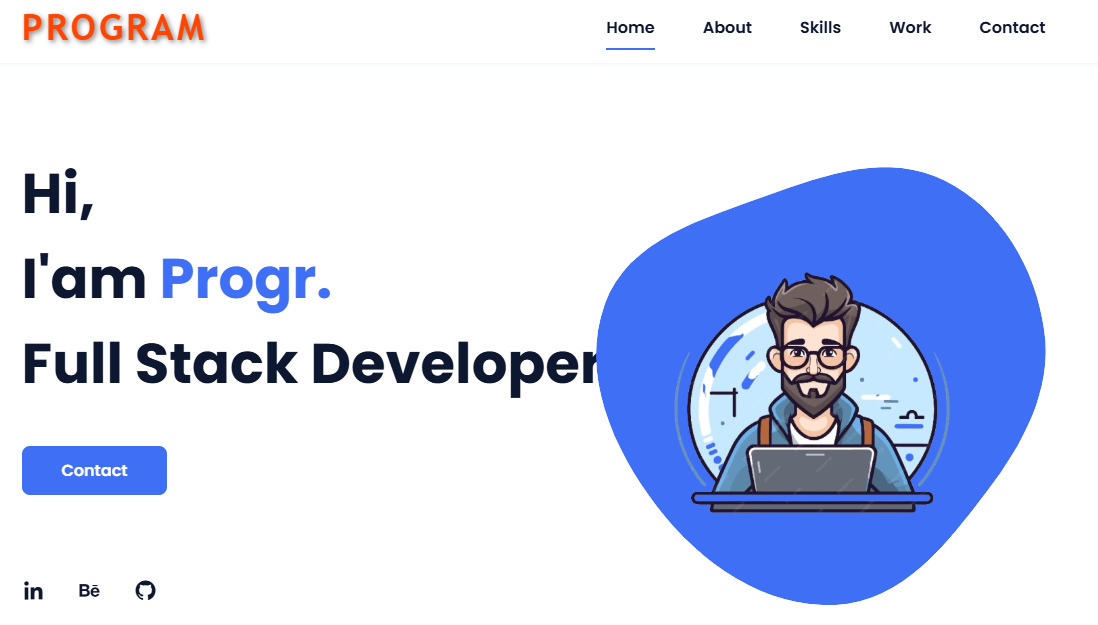 PROGRAM
Home About Skills Work Contact
Hi,
I'am Progr.
Full Stack Developer
Contact
in Bē